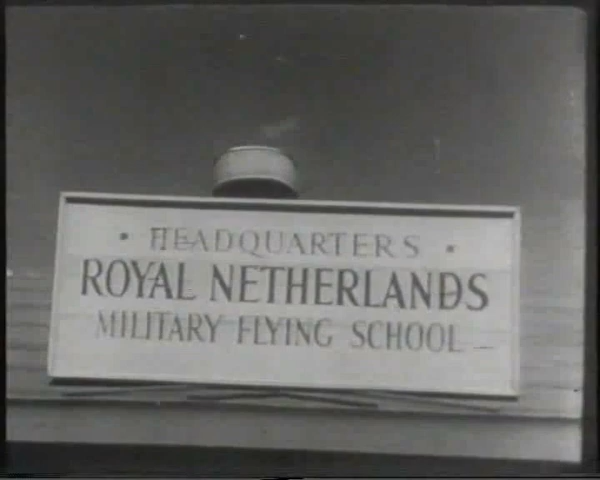 • HEADQUARTERS •
ROYAL NETHERLANDS
MILITARY FLYING SCHOOL